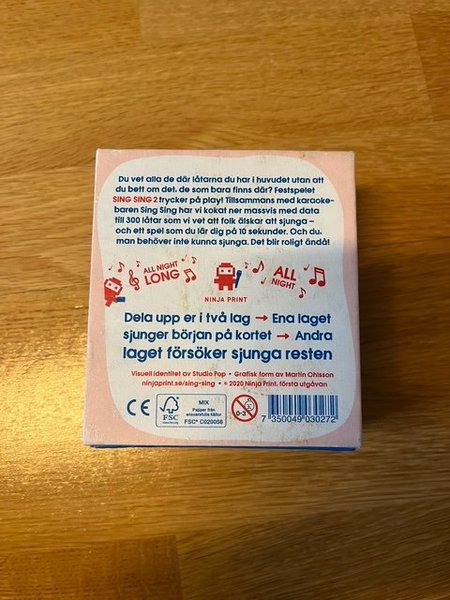 Du vet alla de där låtarna du har i huvudet utan att
du bett om det, de som bara finns där? Festspelet
SING SING 2 trycker på play! Tillsammans med karaoke-
baren Sing Sing har vi kokat ner massvis med data
till 300 låtar som vi vet att folk älskar att sjunga –
och ett spel som du lär dig på 10 sekunder. Och du,
man behöver inte kunna sjunga. Det blir roligt ändå!
ALL NIGHT
LONG
NINJA PRINT
ALL
NIGHT
Dela upp er i två lag → Ena laget
sjunger början på kortet → Andra
laget försöker sjunga resten
Visuell identitet av Studio Pop • Grafisk form av Martin Ohlsson
ninjaprint.se/sing-sing • © 2020 Ninja Print, första utgåvan
CE
FSC
www.fsc.org
MIX
Papper från
ansvarsfulla källor
FSC® C020056
0-3
7 350049 030272